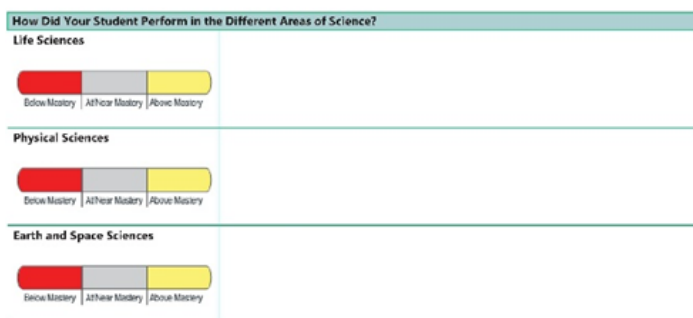 How Did Your Student Perform in the Different Areas of Science?
Life Sciences
Below Mastery At/Near Mastery Above Mastery
Physical Sciences
Below Mastery At/Near Mastery Above Mastery
Earth and Space Sciences
Below Mastery At/Near Mastery Above Mastery